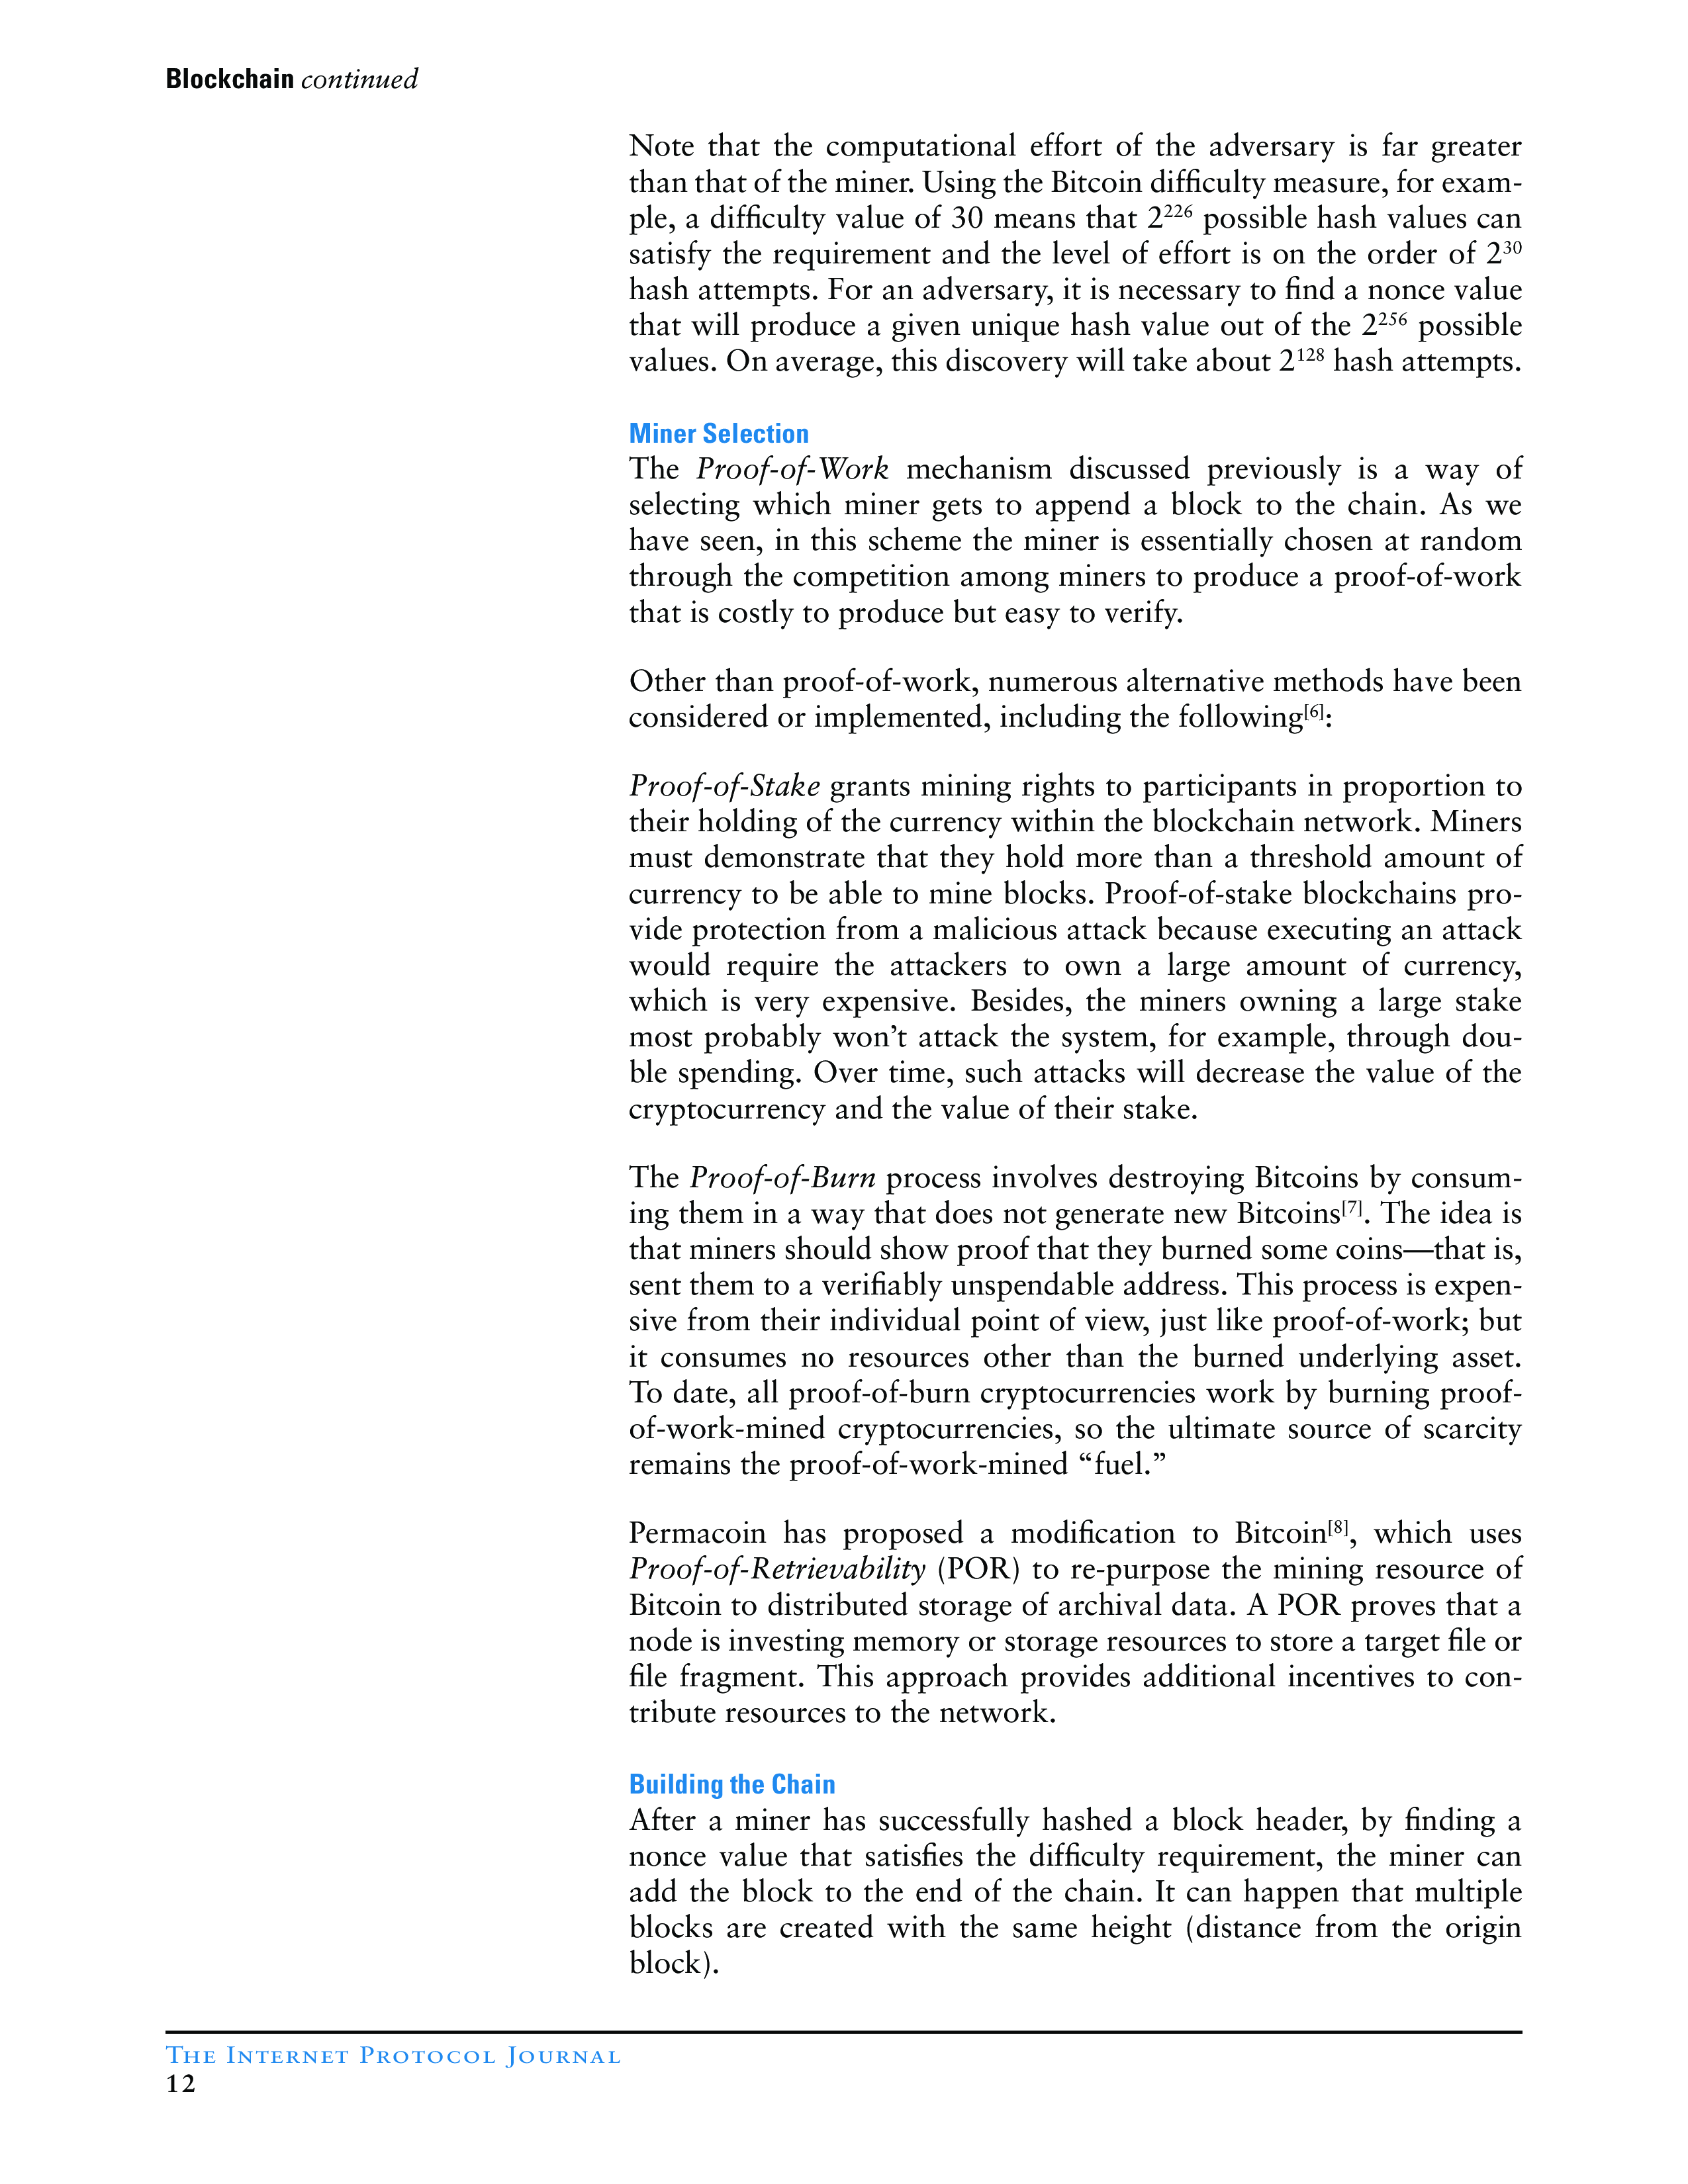 Blockchain continued
Note that the computational effort of the adversary is far greater
than that of the miner. Using the Bitcoin difficulty measure, for exam-
ple, a difficulty value of 30 means that 2²²⁶ possible hash values can
satisfy the requirement and the level of effort is on the order of 2³⁰
hash attempts. For an adversary, it is necessary to find a nonce value
that will produce a given unique hash value out of the 2²⁵⁶ possible
values. On average, this discovery will take about 2¹²⁸ hash attempts.
Miner Selection
The Proof-of-Work mechanism discussed previously is a way of
selecting which miner gets to append a block to the chain. As we
have seen, in this scheme the miner is essentially chosen at random
through the competition among miners to produce a proof-of-work
that is costly to produce but easy to verify.
Other than proof-of-work, numerous alternative methods have been
considered or implemented, including the following[6]:
Proof-of-Stake grants mining rights to participants in proportion to
their holding of the currency within the blockchain network. Miners
must demonstrate that they hold more than a threshold amount of
currency to be able to mine blocks. Proof-of-stake blockchains pro-
vide protection from a malicious attack because executing an attack
would require the attackers to own a large amount of currency,
which is very expensive. Besides, the miners owning a large stake
most probably won’t attack the system, for example, through dou-
ble spending. Over time, such attacks will decrease the value of the
cryptocurrency and the value of their stake.
The Proof-of-Burn process involves destroying Bitcoins by consum-
ing them in a way that does not generate new Bitcoins[7]. The idea is
that miners should show proof that they burned some coins—that is,
sent them to a verifiably unspendable address. This process is expen-
sive from their individual point of view, just like proof-of-work; but
it consumes no resources other than the burned underlying asset.
To date, all proof-of-burn cryptocurrencies work by burning proof-
of-work-mined cryptocurrencies, so the ultimate source of scarcity
remains the proof-of-work-mined “fuel.”
Permacoin has proposed a modification to Bitcoin[8], which uses
Proof-of-Retrievability (POR) to re-purpose the mining resource of
Bitcoin to distributed storage of archival data. A POR proves that a
node is investing memory or storage resources to store a target file or
file fragment. This approach provides additional incentives to con-
tribute resources to the network.
Building the Chain
After a miner has successfully hashed a block header, by finding a
nonce value that satisfies the difficulty requirement, the miner can
add the block to the end of the chain. It can happen that multiple
blocks are created with the same height (distance from the origin
block).
The Internet Protocol Journal
12